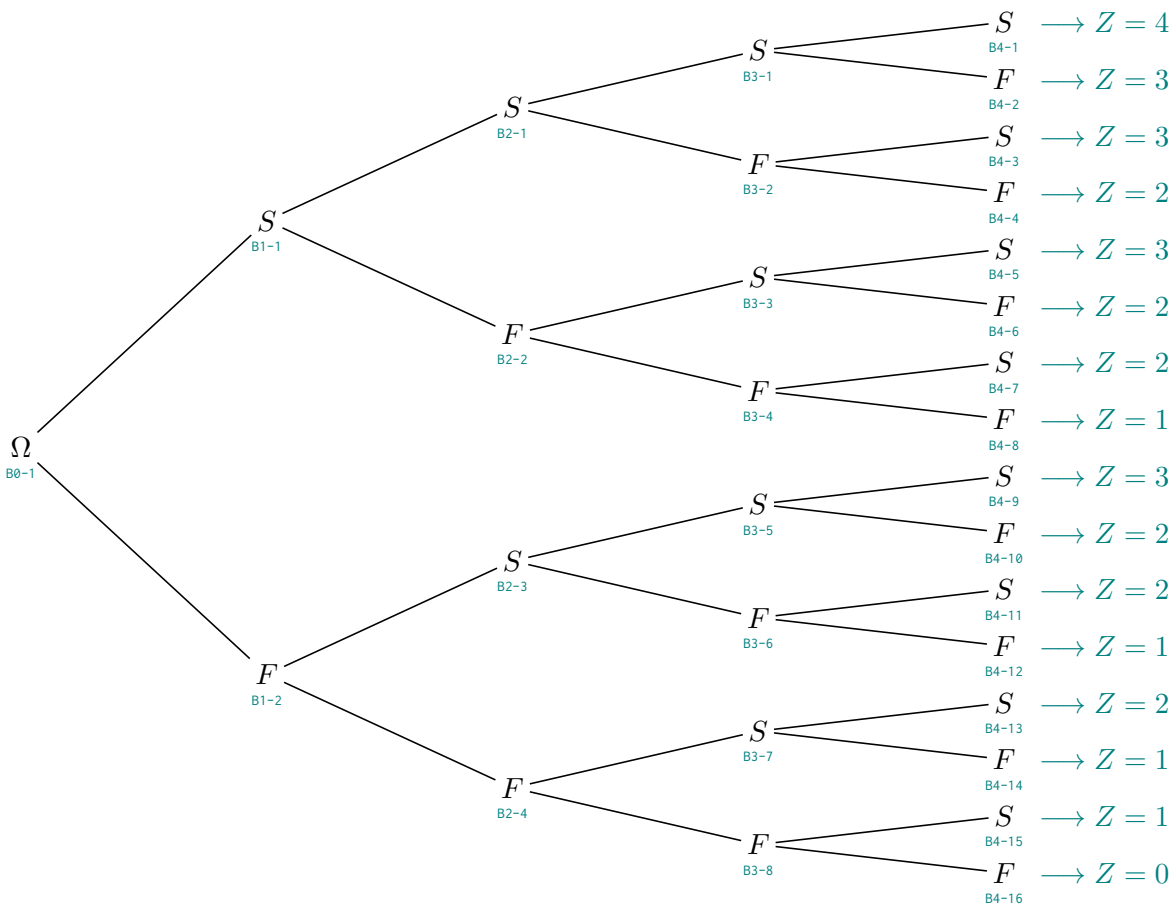 S ⟶ Z = 4
B4-1
S
B3-1
F ⟶ Z = 3
B4-2
S
B2-1
S ⟶ Z = 3
B4-3
F
B3-2
F ⟶ Z = 2
B4-4
S
B1-1
S ⟶ Z = 3
B4-5
S
B3-3
F ⟶ Z = 2
B4-6
F
B2-2
S ⟶ Z = 2
B4-7
F
B3-4
F ⟶ Z = 1
B4-8
Ω
B0-1
S ⟶ Z = 3
B4-9
S
B3-5
F ⟶ Z = 2
B4-10
S
B2-3
S ⟶ Z = 2
B4-11
F
B3-6
F ⟶ Z = 1
B4-12
F
B1-2
S ⟶ Z = 2
B4-13
S
B3-7
F ⟶ Z = 1
B4-14
F
B2-4
S ⟶ Z = 1
B4-15
F
B3-8
F ⟶ Z = 0
B4-16